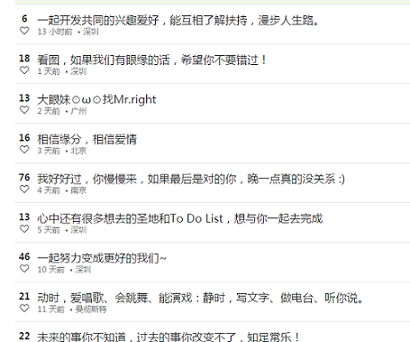 6 一起开发共同的兴趣爱好，能互相了解扶持，漫步人生路。
13 小时前 • 深圳
18 看图，如果我们有眼缘的话，希望你不要错过！
1 天前 • 深圳
13 大眼妹⊙ω⊙找Mr.right
2 天前 • 广州
16 相信缘分，相信爱情
3 天前 • 北京
76 我好好过，你慢慢来，如果最后是对的你，晚一点真的没关系 :)
4 天前 • 南京
13 心中还有很多想去的圣地和To Do List，想与你一起去完成
5 天前 • 深圳
46 一起努力变成更好的我们~
10 天前 • 深圳
21 动时，爱唱歌、会跳舞、能演戏：静时，写文字、做电台、听你说。
11 天前 • 曼彻斯特
22 未来的事你不知道，过去的事你改变不了，知足常乐！